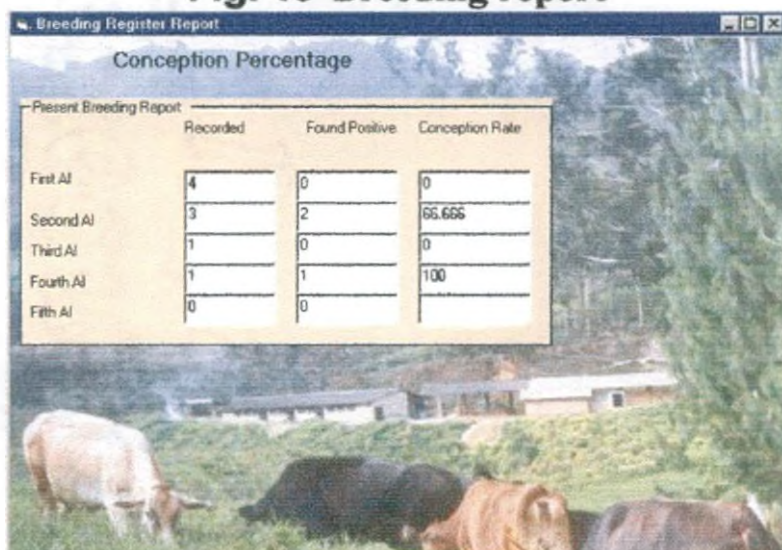 Breeding report
Breeding Register Report
Conception Percentage
Present Breeding Report
Recorded Found Positive Conception Rate
First AI 4 0 0
Second AI 3 2 66.666
Third AI 1 0 0
Fourth AI 1 1 100
Fifth AI 0 0